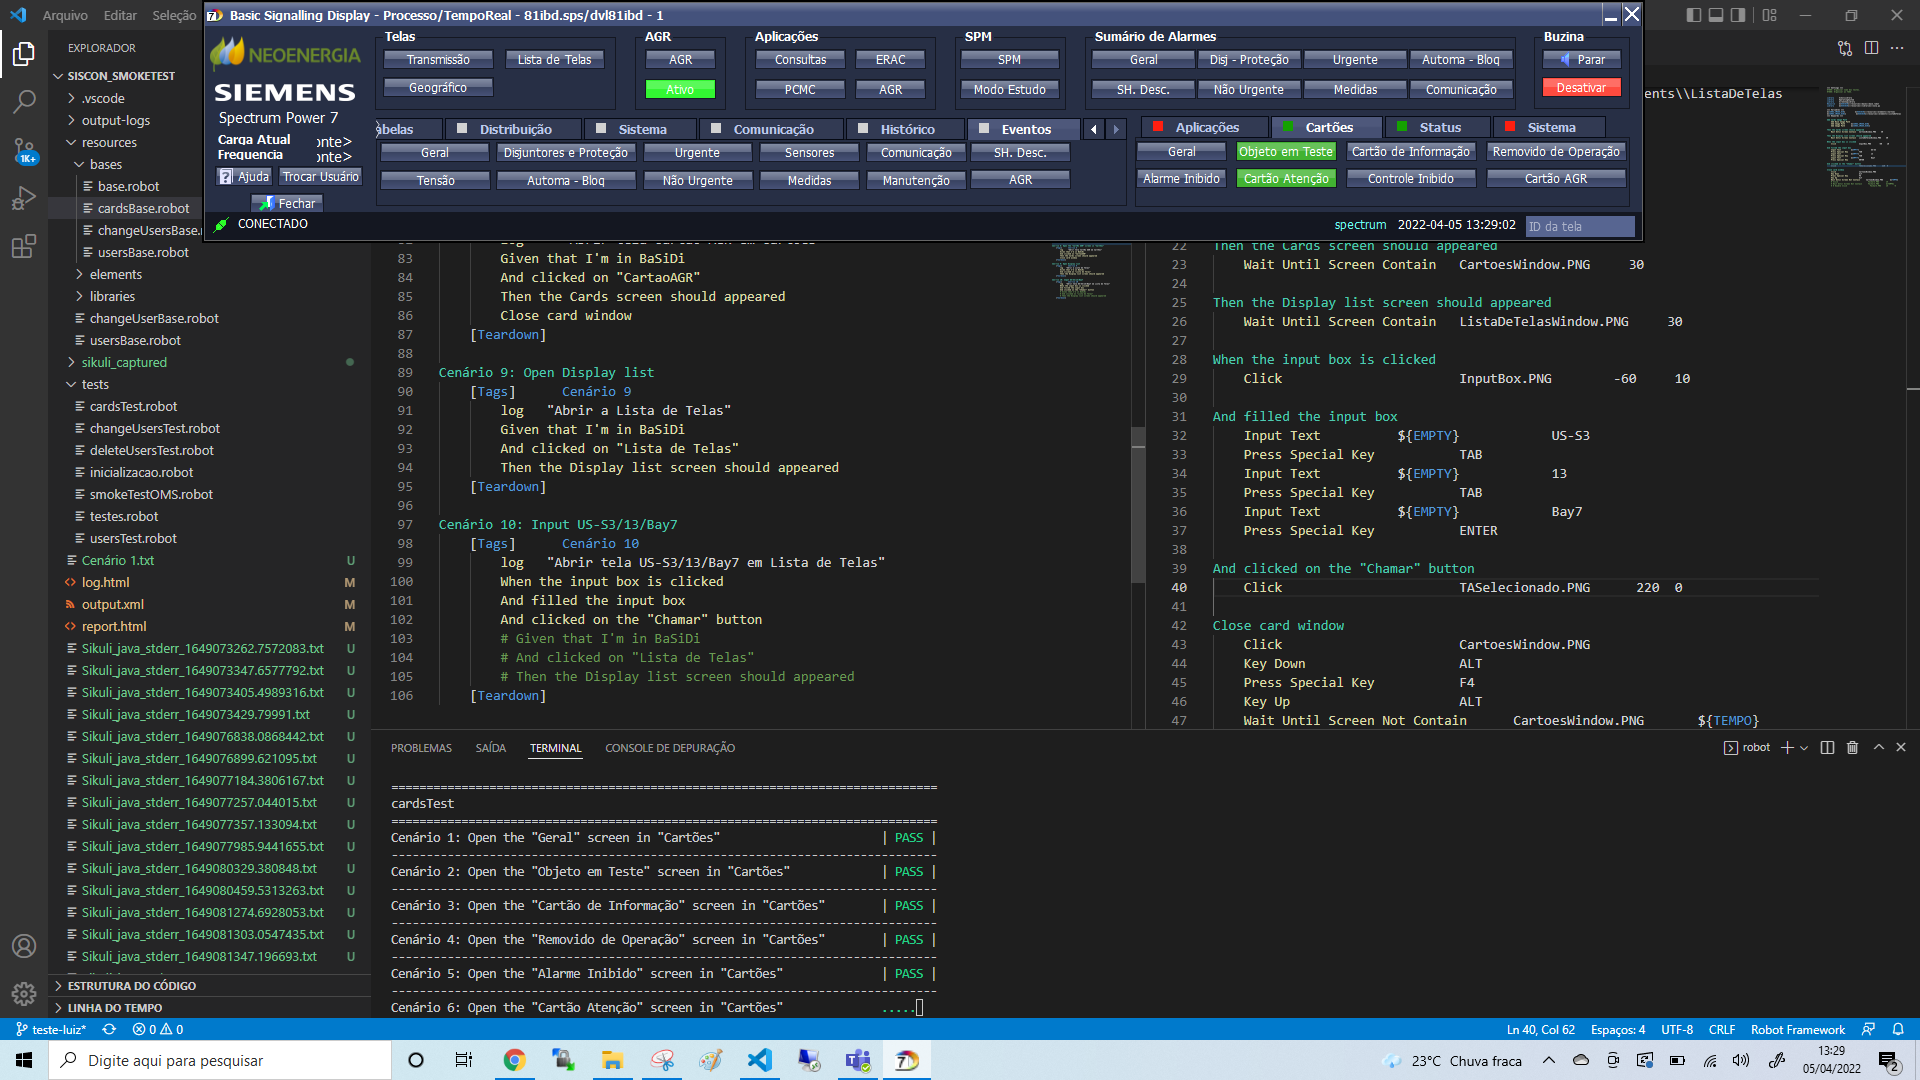 Arquivo Editar Seleção
Basic Signalling Display - Processo/TempoReal - 81ibd.sps/dvl81ibd - 1
NEOENERGIA
SIEMENS
Spectrum Power 7
Carga Atual onte>
Frequencia onte>
Ajuda Trocar Usuário
Fechar
CONECTADO
Telas
Transmissão Lista de Telas
Geográfico
AGR
AGR
Ativo
Aplicações
Consultas ERAC
PCMC AGR
SPM
SPM
Modo Estudo
Sumário de Alarmes
Geral Disj - Proteção Urgente Automa - Bloq
SH. Desc. Não Urgente Medidas Comunicação
Buzina
Parar
Desativar
abelas Distribuição Sistema Comunicação Histórico Eventos
Geral Disjuntores e Proteção Urgente Sensores Comunicação SH. Desc.
Tensão Automa - Bloq Não Urgente Medidas Manutenção AGR
Aplicações Cartões Status Sistema
Geral Objeto em Teste Cartão de Informação Removido de Operação
Alarme Inibido Cartão Atenção Controle Inibido Cartão AGR
spectrum 2022-04-05 13:29:02 ID da tela
EXPLORADOR
SISCON_SMOKETEST
.vscode
output-logs
resources
bases
base.robot
cardsBase.robot
changeUsersBase.
usersBase.robot
elements
libraries
changeUserBase.robot
usersBase.robot
sikuli_captured
tests
cardsTest.robot
changeUsersTest.robot
deleteUsersTest.robot
inicializacao.robot
smokeTestOMS.robot
testes.robot
usersTest.robot
Cenário 1.txt U
log.html M
output.xml M
report.html M
Sikuli_java_stderr_1649073262.7572083.txt U
Sikuli_java_stderr_1649073347.6577792.txt U
Sikuli_java_stderr_1649073405.4989316.txt U
Sikuli_java_stderr_1649073429.79991.txt U
Sikuli_java_stderr_1649076838.0868442.txt U
Sikuli_java_stderr_1649076899.621095.txt U
Sikuli_java_stderr_1649077184.3806167.txt U
Sikuli_java_stderr_1649077257.044015.txt U
Sikuli_java_stderr_1649077357.133094.txt U
Sikuli_java_stderr_1649077985.9441655.txt U
Sikuli_java_stderr_1649080329.380848.txt U
Sikuli_java_stderr_1649080459.5313263.txt U
Sikuli_java_stderr_1649081274.6928053.txt U
Sikuli_java_stderr_1649081303.0547435.txt U
Sikuli_java_stderr_1649081347.196693.txt U
ESTRUTURA DO CÓDIGO
LINHA DO TEMPO
1K+
83 Given that I'm in BaSiDi
84 And clicked on "CartaoAGR"
85 Then the Cards screen should appeared
86 Close card window
87 [Teardown]
88
89 Cenário 9: Open Display list
90 [Tags] Cenário 9
91 log "Abrir a Lista de Telas"
92 Given that I'm in BaSiDi
93 And clicked on "Lista de Telas"
94 Then the Display list screen should appeared
95 [Teardown]
96
97 Cenário 10: Input US-S3/13/Bay7
98 [Tags] Cenário 10
99 log "Abrir tela US-S3/13/Bay7 em Lista de Telas"
100 When the input box is clicked
101 And filled the input box
102 And clicked on the "Chamar" button
103 # Given that I'm in BaSiDi
104 # And clicked on "Lista de Telas"
105 # Then the Display list screen should appeared
106 [Teardown]
ents\\ListaDeTelas
22 Then the Cards screen should appeared
23 Wait Until Screen Contain CartoesWindow.PNG 30
24
25 Then the Display list screen should appeared
26 Wait Until Screen Contain ListaDeTelasWindow.PNG 30
27
28 When the input box is clicked
29 Click InputBox.PNG -60 10
30
31 And filled the input box
32 Input Text ${EMPTY} US-S3
33 Press Special Key TAB
34 Input Text ${EMPTY} 13
35 Press Special Key TAB
36 Input Text ${EMPTY} Bay7
37 Press Special Key ENTER
38
39 And clicked on the "Chamar" button
40 Click TASelecionado.PNG 220 0
41
42 Close card window
43 Click CartoesWindow.PNG
44 Key Down ALT
45 Press Special Key F4
46 Key Up ALT
47 Wait Until Screen Not Contain CartoesWindow.PNG ${TEMPO}
PROBLEMAS SAÍDA TERMINAL CONSOLE DE DEPURAÇÃO
robot
==============================================================================
cardsTest
==============================================================================
Cenário 1: Open the "Geral" screen in "Cartões" | PASS |
------------------------------------------------------------------------------
Cenário 2: Open the "Objeto em Teste" screen in "Cartões" | PASS |
------------------------------------------------------------------------------
Cenário 3: Open the "Cartão de Informação" screen in "Cartões" | PASS |
------------------------------------------------------------------------------
Cenário 4: Open the "Removido de Operação" screen in "Cartões" | PASS |
------------------------------------------------------------------------------
Cenário 5: Open the "Alarme Inibido" screen in "Cartões" | PASS |
------------------------------------------------------------------------------
Cenário 6: Open the "Cartão Atenção" screen in "Cartões" .....
teste-luiz* 0 0
Ln 40, Col 62 Espaços: 4 UTF-8 CRLF Robot Framework
Digite aqui para pesquisar
23°C Chuva fraca
13:29
05/04/2022
2